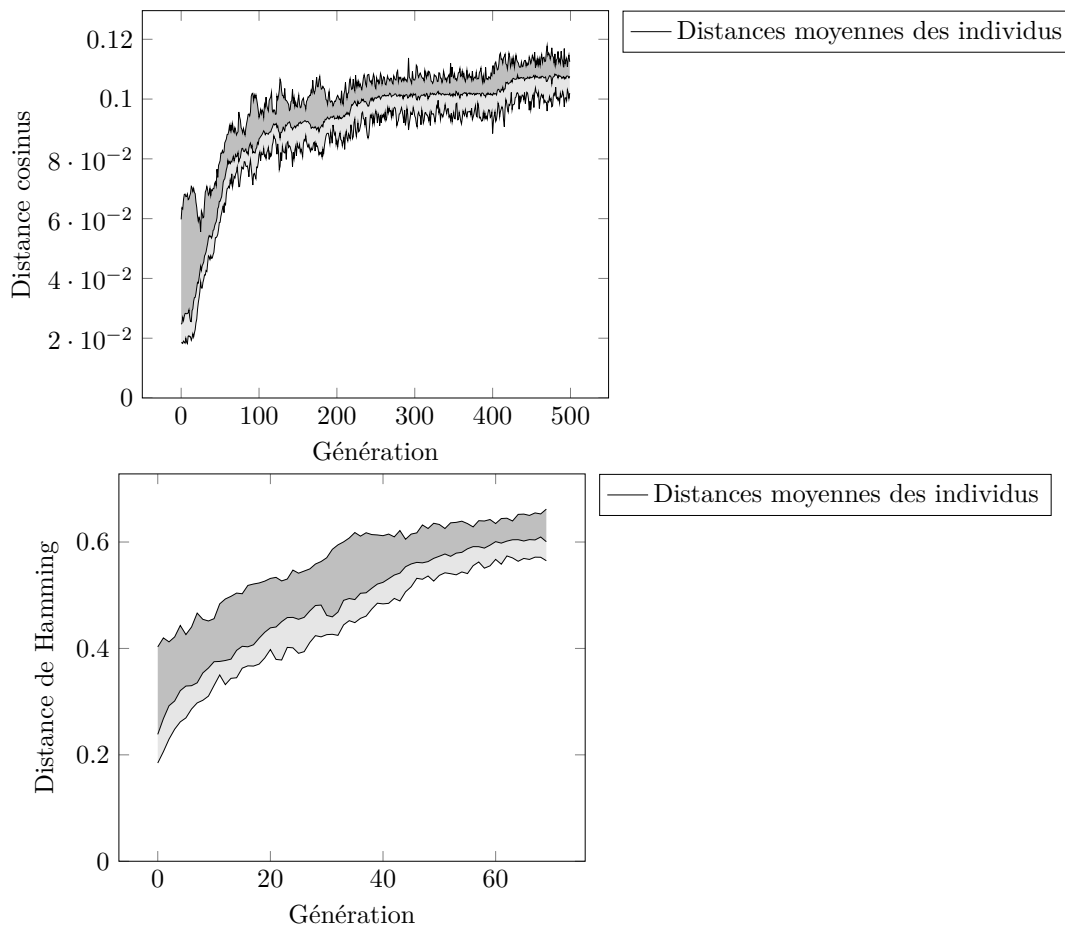 0.12
0.1
8 · 10−2
6 · 10−2
4 · 10−2
2 · 10−2
0
0 100 200 300 400 500
Génération
Distance cosinus
Distances moyennes des individus
0.6
0.4
0.2
0
0 20 40 60
Génération
Distance de Hamming
Distances moyennes des individus